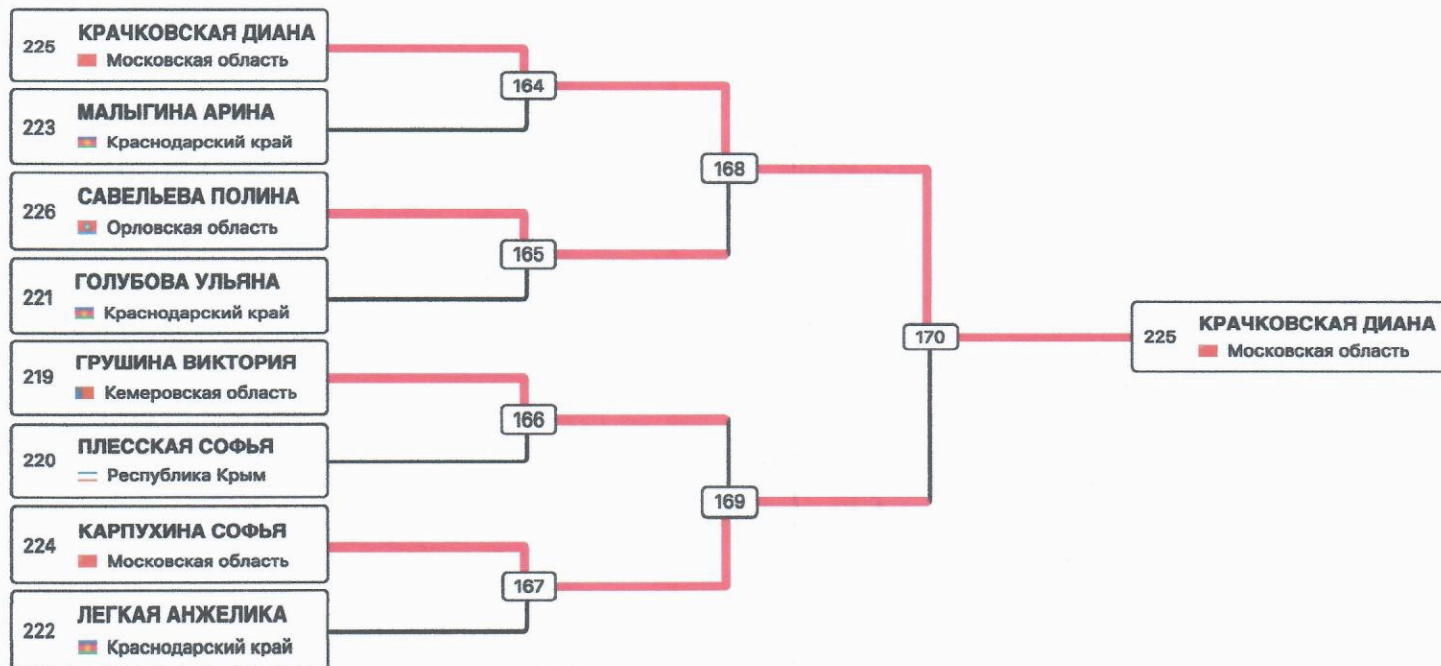 225
КРАЧКОВСКАЯ ДИАНА
Московская область
223
МАЛЫГИНА АРИНА
Краснодарский край
226
САВЕЛЬЕВА ПОЛИНА
Орловская область
221
ГОЛУБОВА УЛЬЯНА
Краснодарский край
219
ГРУШИНА ВИКТОРИЯ
Кемеровская область
220
ПЛЕССКАЯ СОФЬЯ
Республика Крым
224
КАРПУХИНА СОФЬЯ
Московская область
222
ЛЕГКАЯ АНЖЕЛИКА
Краснодарский край
164
165
166
167
168
169
170
225
КРАЧКОВСКАЯ ДИАНА
Московская область